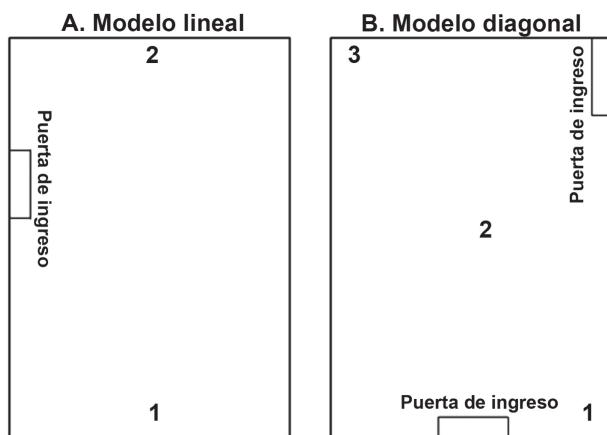 A. Modelo lineal
2
Puerta de ingreso
1
B. Modelo diagonal
3
Puerta de ingreso
2
Puerta de ingreso
1